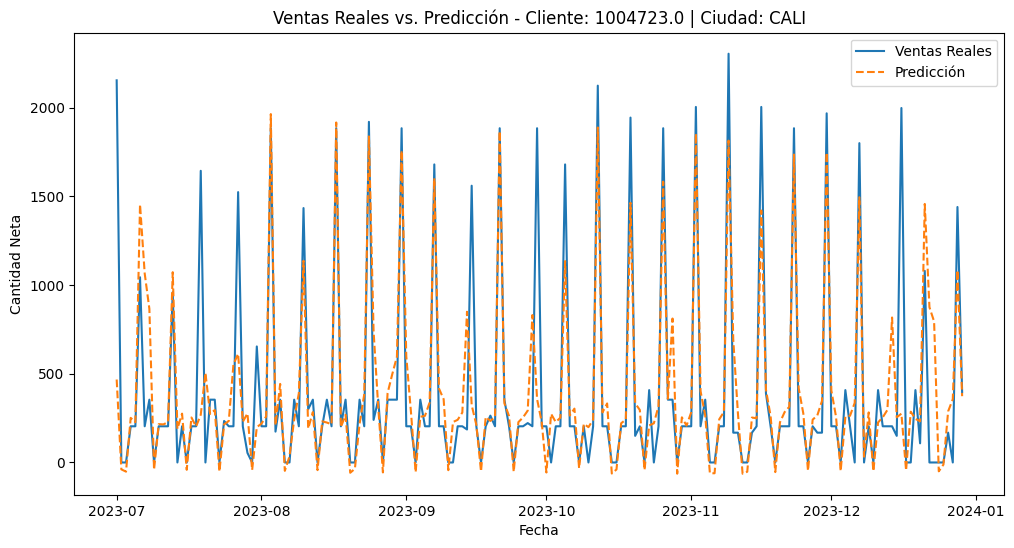 Ventas Reales vs. Predicción - Cliente: 1004723.0 | Ciudad: CALI
Ventas Reales
Predicción
Cantidad Neta
2000
1500
1000
500
0
2023-07
2023-08
2023-09
2023-10
2023-11
2023-12
2024-01
Fecha